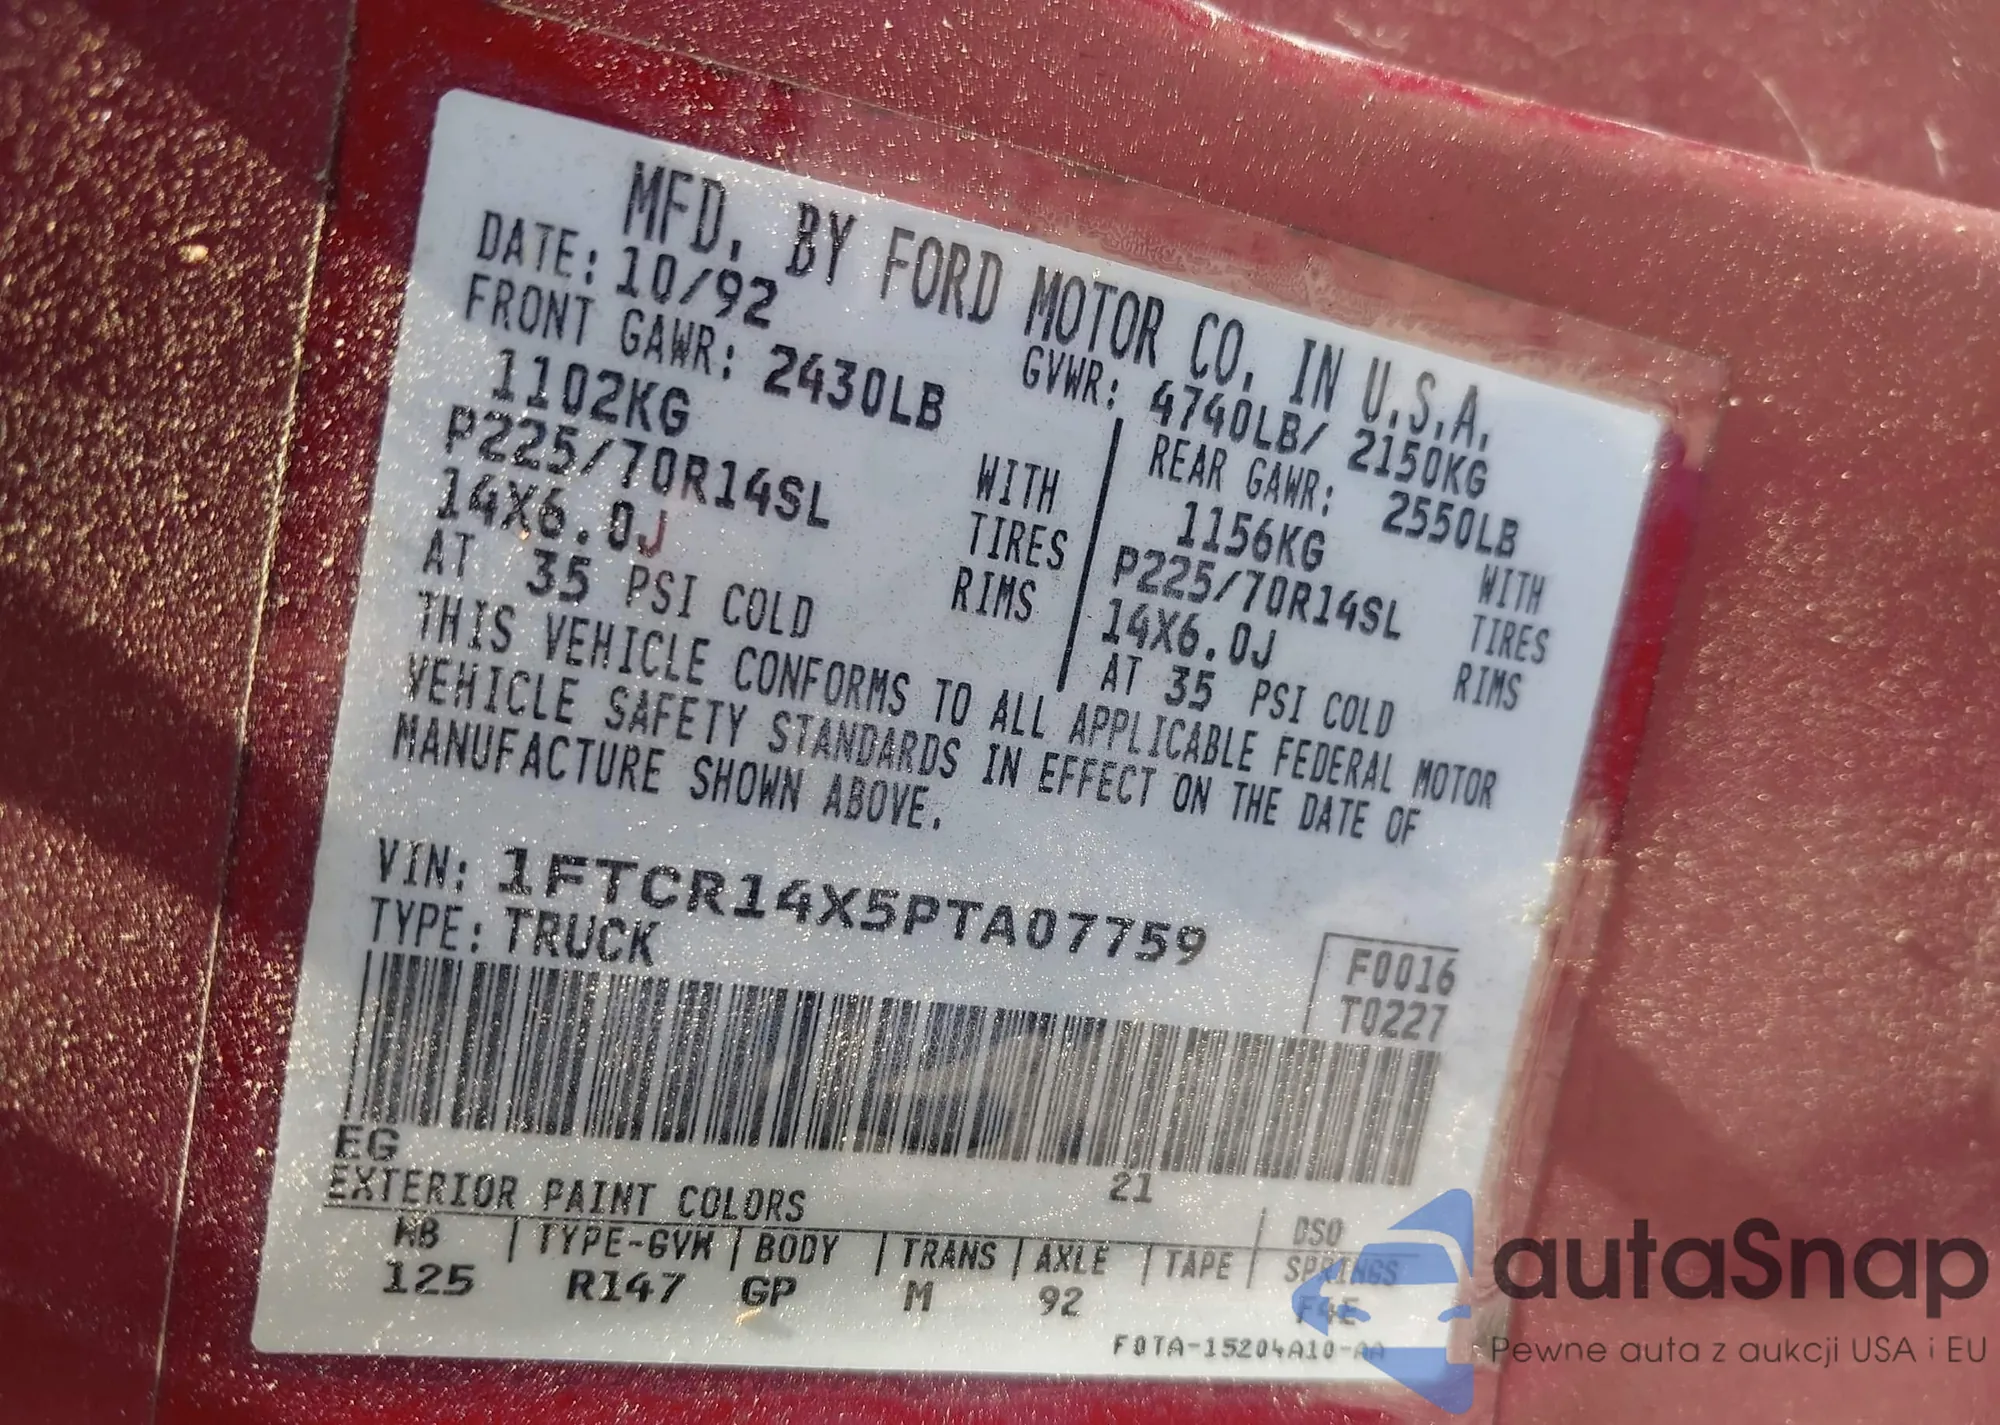 MFD. BY FORD MOTOR CO. IN U.S.A.
DATE: 10/92 GVWR: 4740LB/ 2150KG
FRONT GAWR: 2430LB REAR GAWR: 2550LB
1102KG WITH 1156KG WITH
P225/70R14SL TIRES P225/70R14SL TIRES
14X6.0J RIMS 14X6.0J RIMS
AT 35 PSI COLD AT 35 PSI COLD
THIS VEHICLE CONFORMS TO ALL APPLICABLE FEDERAL MOTOR
VEHICLE SAFETY STANDARDS IN EFFECT ON THE DATE OF
MANUFACTURE SHOWN ABOVE.
VIN: 1FTCR14X5PTA07759
TYPE: TRUCK
F0016
T0227
EG 21
EXTERIOR PAINT COLORS DSO
WB | TYPE-GVW | BODY | TRANS | AXLE | TAPE | SPRINGS
125 R147 GP M 92 F4E
F0TA-15204A10-AA
autaSnap
Pewne auta z aukcji USA i EU